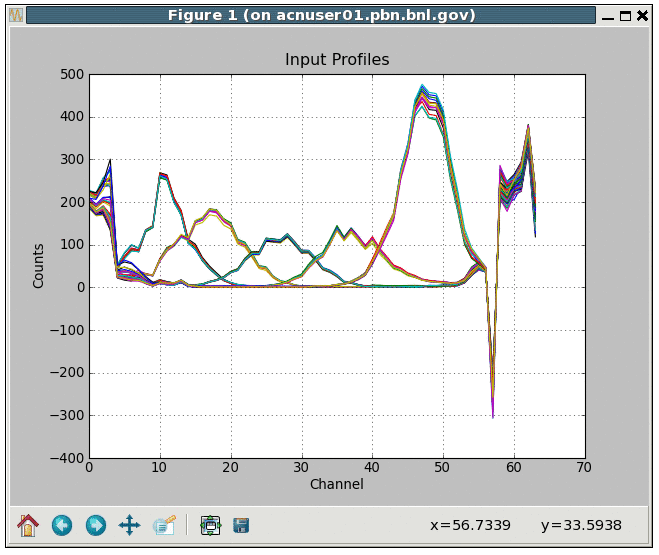 Figure 1 (on acnuser01.pbn.bnl.gov)
Input Profiles
500
400
300
200
100
0
−100
−200
−300
−400
Counts
0 10 20 30 40 50 60 70
Channel
x=56.7339 y=33.5938